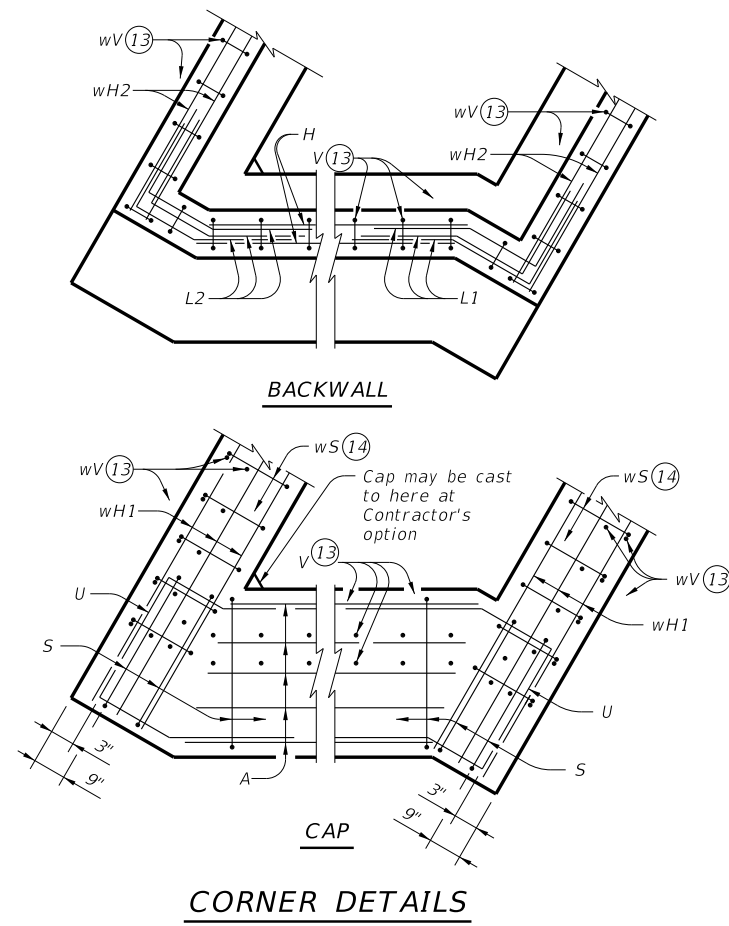 wV 13
wH2
H
V 13
wV 13
wH2
L2
L1
BACKWALL
wS 14
wV 13
wH1
Cap may be cast
to here at
Contractor's
option
wS 14
V 13
wV 13
U
wH1
S
U
3"
9"
A
S
3"
9"
CAP
CORNER DETAILS